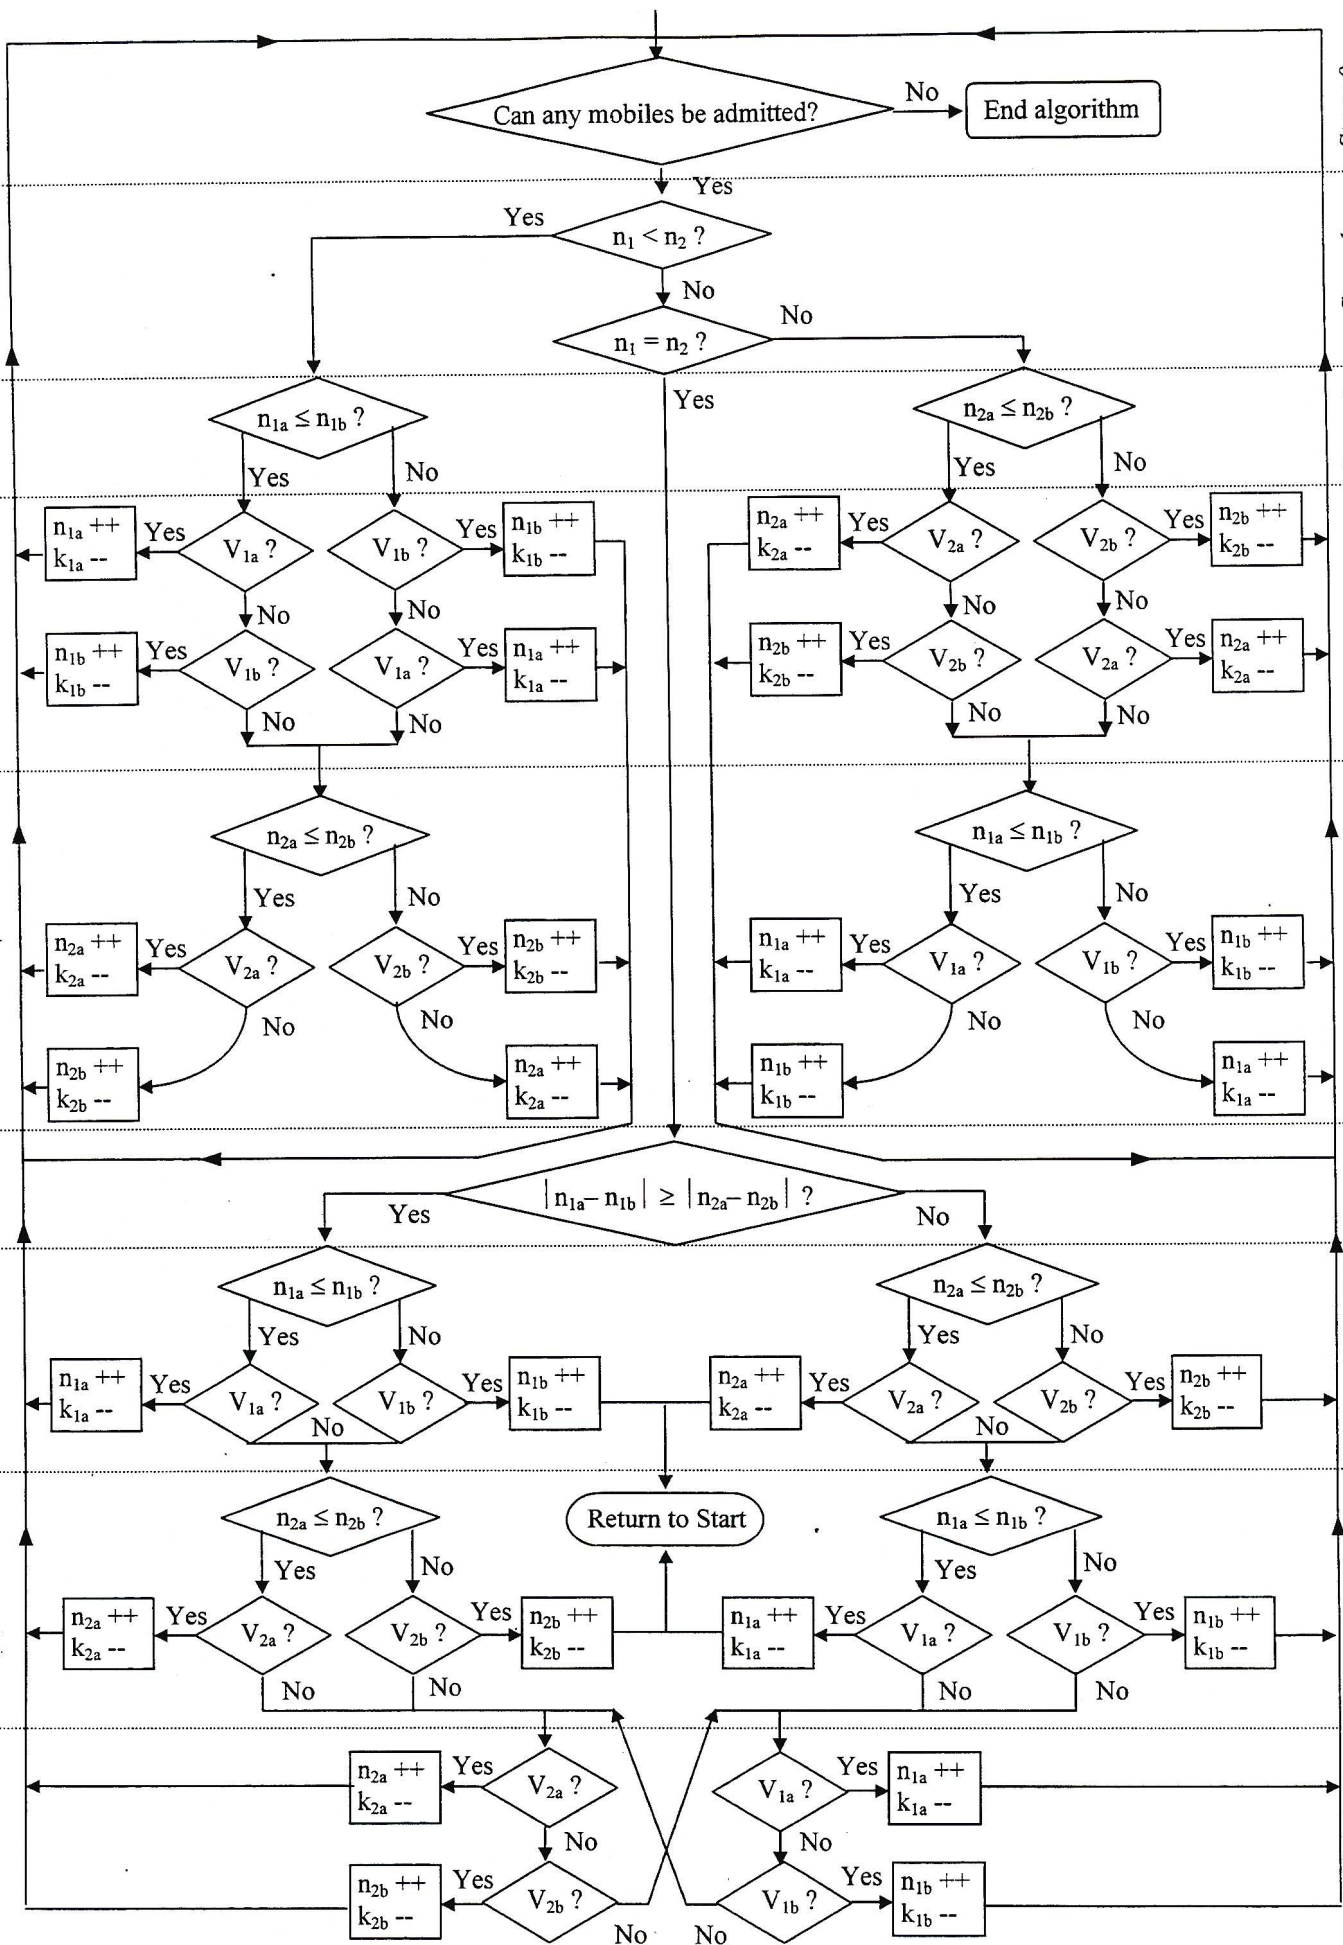 Can any mobiles be admitted?
No
End algorithm
Yes
Yes
n₁ < n₂ ?
No
n₁ = n₂ ?
No
Yes
n₁ₐ ≤ n₁b ?
n₂ₐ ≤ n₂b ?
Yes
No
Yes
No
n₁ₐ ++
k₁ₐ --
Yes
V₁ₐ ?
V₁b ?
Yes
n₁b ++
k₁b --
n₂ₐ ++
k₂ₐ --
Yes
V₂ₐ ?
V₂b ?
Yes
n₂b ++
k₂b --
No
No
No
No
n₁b ++
k₁b --
Yes
V₁b ?
V₁ₐ ?
Yes
n₁ₐ ++
k₁ₐ --
n₂b ++
k₂b --
Yes
V₂b ?
V₂ₐ ?
Yes
n₂ₐ ++
k₂ₐ --
No
No
No
No
n₂ₐ ≤ n₂b ?
n₁ₐ ≤ n₁b ?
Yes
No
Yes
No
n₂ₐ ++
k₂ₐ --
Yes
V₂ₐ ?
V₂b ?
Yes
n₂b ++
k₂b --
n₁ₐ ++
k₁ₐ --
Yes
V₁ₐ ?
V₁b ?
Yes
n₁b ++
k₁b --
No
No
No
No
n₂b ++
k₂b --
n₂ₐ ++
k₂ₐ --
n₁b ++
k₁b --
n₁ₐ ++
k₁ₐ --
|n₁ₐ– n₁b| ≥ |n₂ₐ– n₂b| ?
Yes
No
n₁ₐ ≤ n₁b ?
n₂ₐ ≤ n₂b ?
Yes
No
Yes
No
n₁ₐ ++
k₁ₐ --
Yes
V₁ₐ ?
V₁b ?
Yes
n₁b ++
k₁b --
n₂ₐ ++
k₂ₐ --
Yes
V₂ₐ ?
V₂b ?
Yes
n₂b ++
k₂b --
No
No
n₂ₐ ≤ n₂b ?
Return to Start
n₁ₐ ≤ n₁b ?
Yes
No
Yes
No
n₂ₐ ++
k₂ₐ --
Yes
V₂ₐ ?
V₂b ?
Yes
n₂b ++
k₂b --
n₁ₐ ++
k₁ₐ --
Yes
V₁ₐ ?
V₁b ?
Yes
n₁b ++
k₁b --
No
No
No
No
n₂ₐ ++
k₂ₐ --
Yes
V₂ₐ ?
V₁ₐ ?
Yes
n₁ₐ ++
k₁ₐ --
No
No
n₂b ++
k₂b --
Yes
V₂b ?
V₁b ?
Yes
n₁b ++
k₁b --
No
No